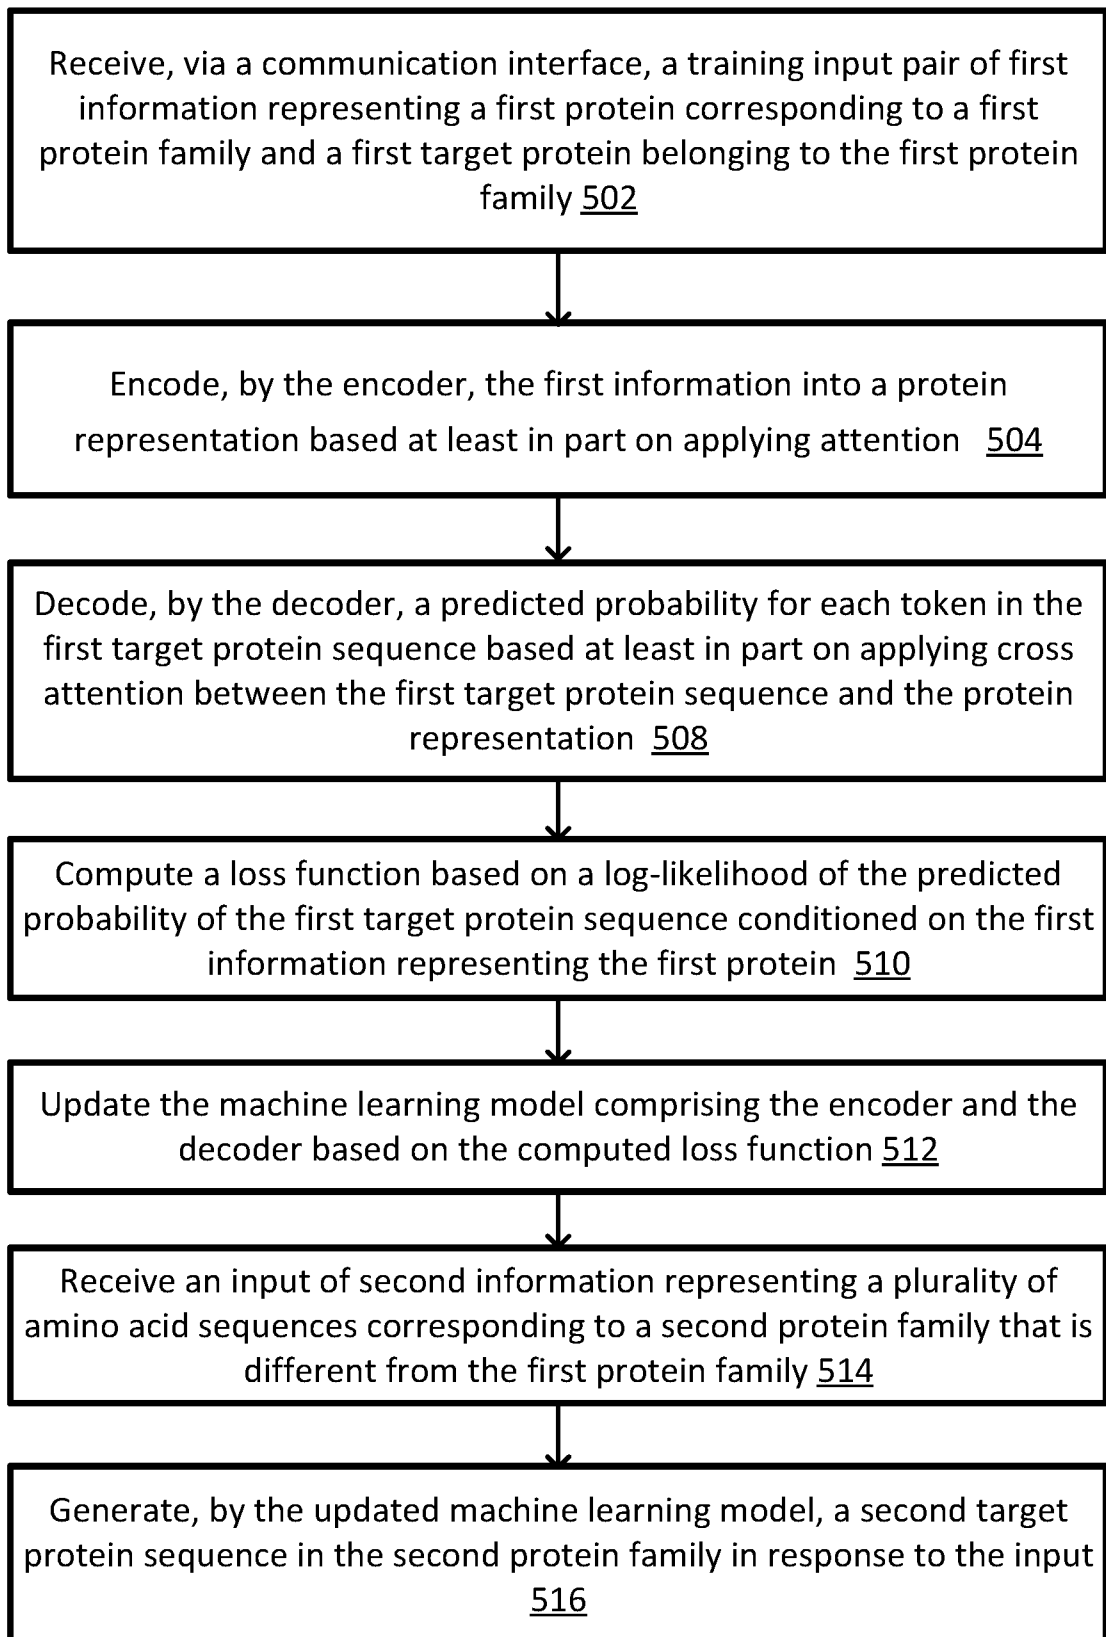 Receive, via a communication interface, a training input pair of first
information representing a first protein corresponding to a first
protein family and a first target protein belonging to the first protein
family 502
Encode, by the encoder, the first information into a protein
representation based at least in part on applying attention 504
Decode, by the decoder, a predicted probability for each token in the
first target protein sequence based at least in part on applying cross
attention between the first target protein sequence and the protein
representation 508
Compute a loss function based on a log-likelihood of the predicted
probability of the first target protein sequence conditioned on the first
information representing the first protein 510
Update the machine learning model comprising the encoder and the
decoder based on the computed loss function 512
Receive an input of second information representing a plurality of
amino acid sequences corresponding to a second protein family that is
different from the first protein family 514
Generate, by the updated machine learning model, a second target
protein sequence in the second protein family in response to the input
516